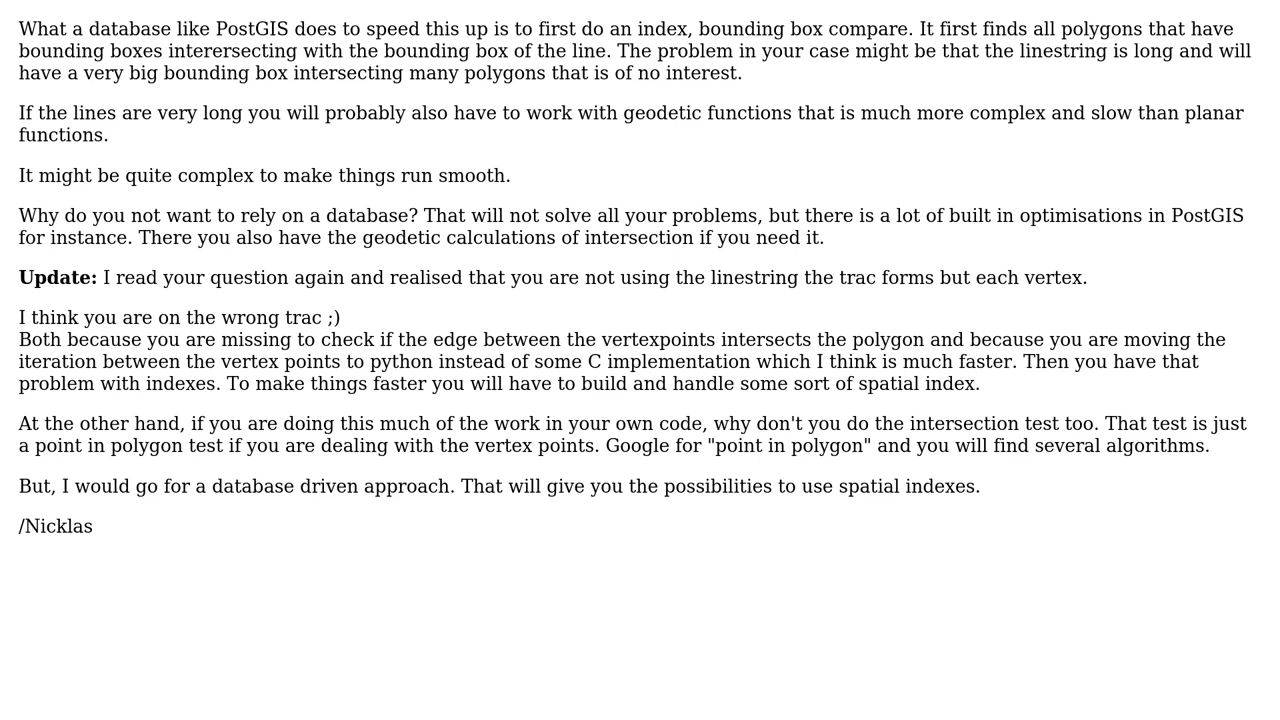 What a database like PostGIS does to speed this up is to first do an index, bounding box compare. It first finds all polygons that have
bounding boxes interersecting with the bounding box of the line. The problem in your case might be that the linestring is long and will
have a very big bounding box intersecting many polygons that is of no interest.
If the lines are very long you will probably also have to work with geodetic functions that is much more complex and slow than planar
functions.
It might be quite complex to make things run smooth.
Why do you not want to rely on a database? That will not solve all your problems, but there is a lot of built in optimisations in PostGIS
for instance. There you also have the geodetic calculations of intersection if you need it.
Update: I read your question again and realised that you are not using the linestring the trac forms but each vertex.
I think you are on the wrong trac ;)
Both because you are missing to check if the edge between the vertexpoints intersects the polygon and because you are moving the
iteration between the vertex points to python instead of some C implementation which I think is much faster. Then you have that
problem with indexes. To make things faster you will have to build and handle some sort of spatial index.
At the other hand, if you are doing this much of the work in your own code, why don't you do the intersection test too. That test is just
a point in polygon test if you are dealing with the vertex points. Google for "point in polygon" and you will find several algorithms.
But, I would go for a database driven approach. That will give you the possibilities to use spatial indexes.
/Nicklas